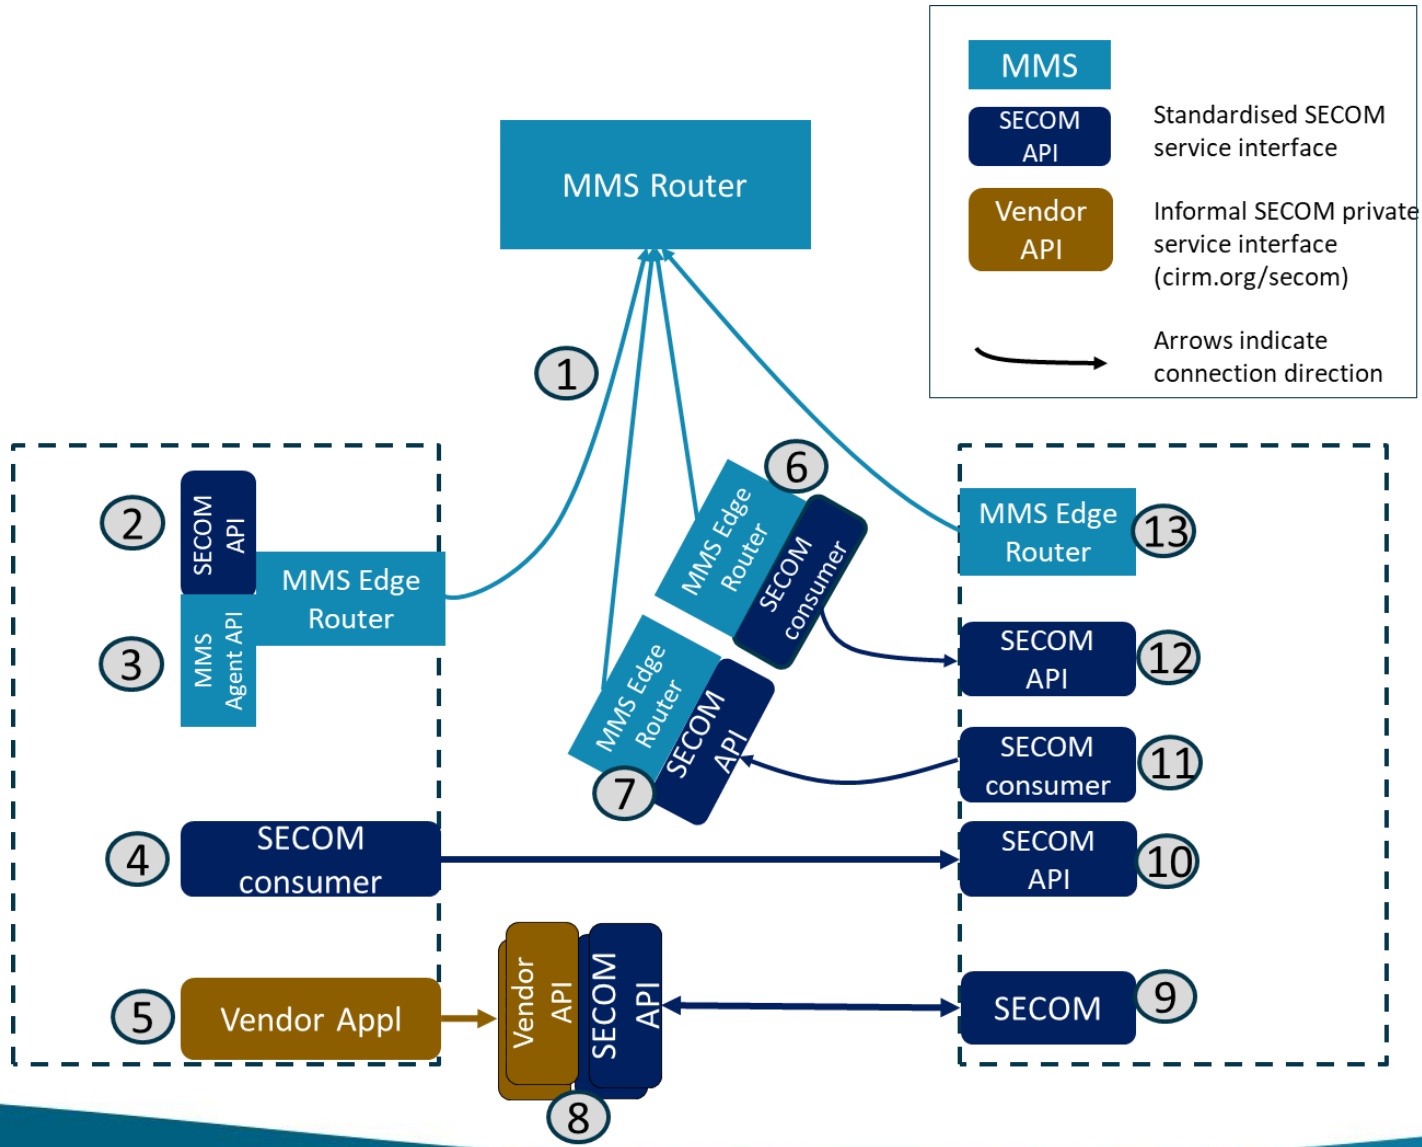 MMS
SECOM
API
Standardised SECOM
service interface
Vendor
API
Informal SECOM private
service interface
(cirm.org/secom)
Arrows indicate
connection direction
MMS Router
1
2
SECOM
API
MMS Edge
Router
3
MMS
Agent API
4
SECOM
consumer
5
Vendor Appl
6
MMS Edge
Router
SECOM
consumer
7
MMS Edge
Router
SECOM
API
8
Vendor
API
SECOM
API
MMS Edge
Router
13
SECOM
API
12
SECOM
consumer
11
SECOM
API
10
SECOM
9